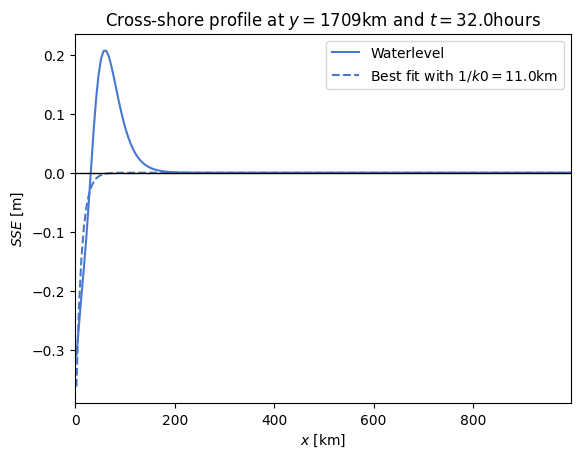 Cross-shore profile at y = 1709km and t = 32.0hours
Waterlevel
Best fit with 1/k0 = 11.0km
SSE [m]
0.2
0.1
0.0
−0.1
−0.2
−0.3
0 200 400 600 800
x [km]